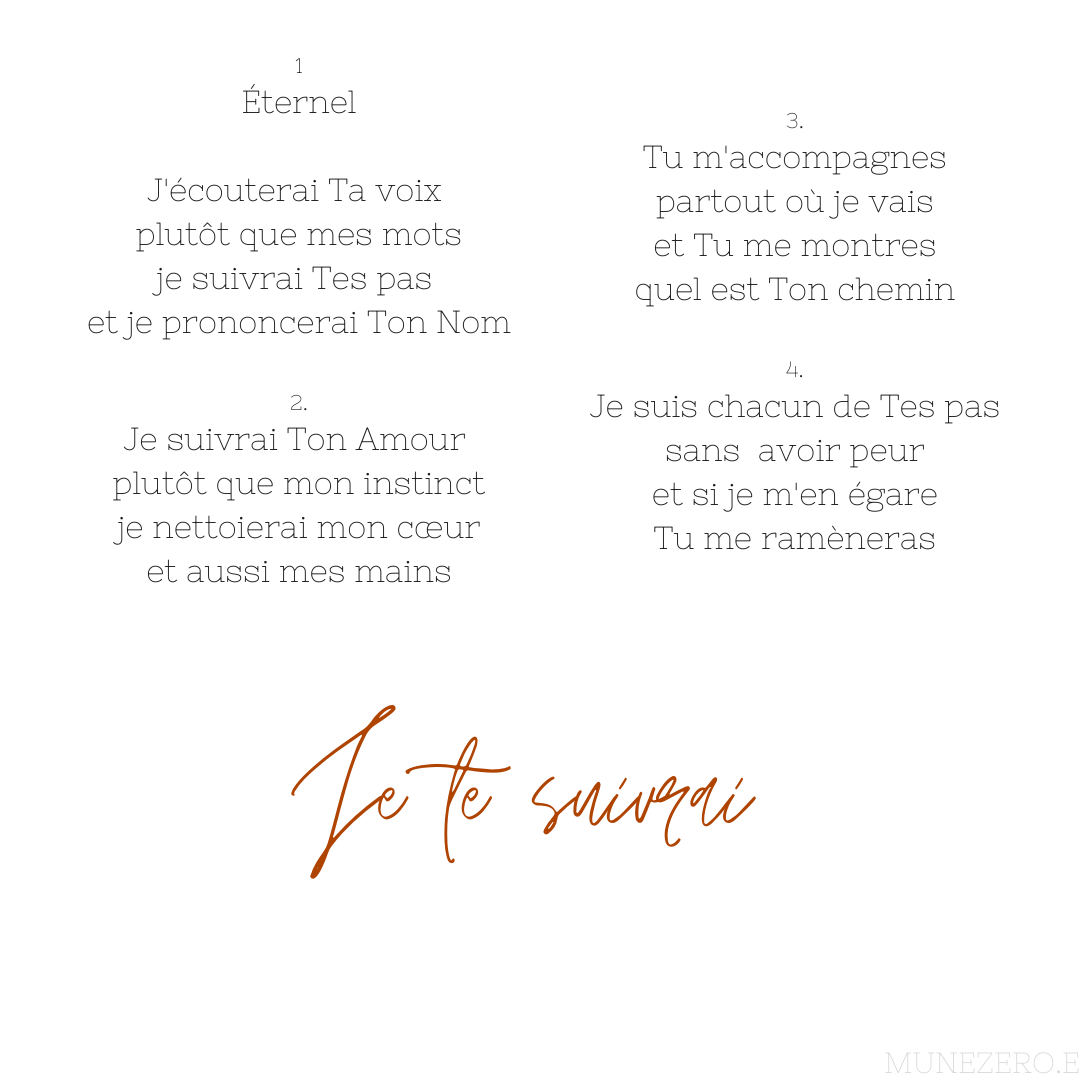 1
Éternel
J'écouterai Ta voix
plutôt que mes mots
je suivrai Tes pas
et je prononcerai Ton Nom
2.
Je suivrai Ton Amour
plutôt que mon instinct
je nettoierai mon cœur
et aussi mes mains
3.
Tu m'accompagnes
partout où je vais
et Tu me montres
quel est Ton chemin
4.
Je suis chacun de Tes pas
sans  avoir peur
et si je m'en égare
Tu me ramèneras
Je te suivrai
MUNEZERO.E